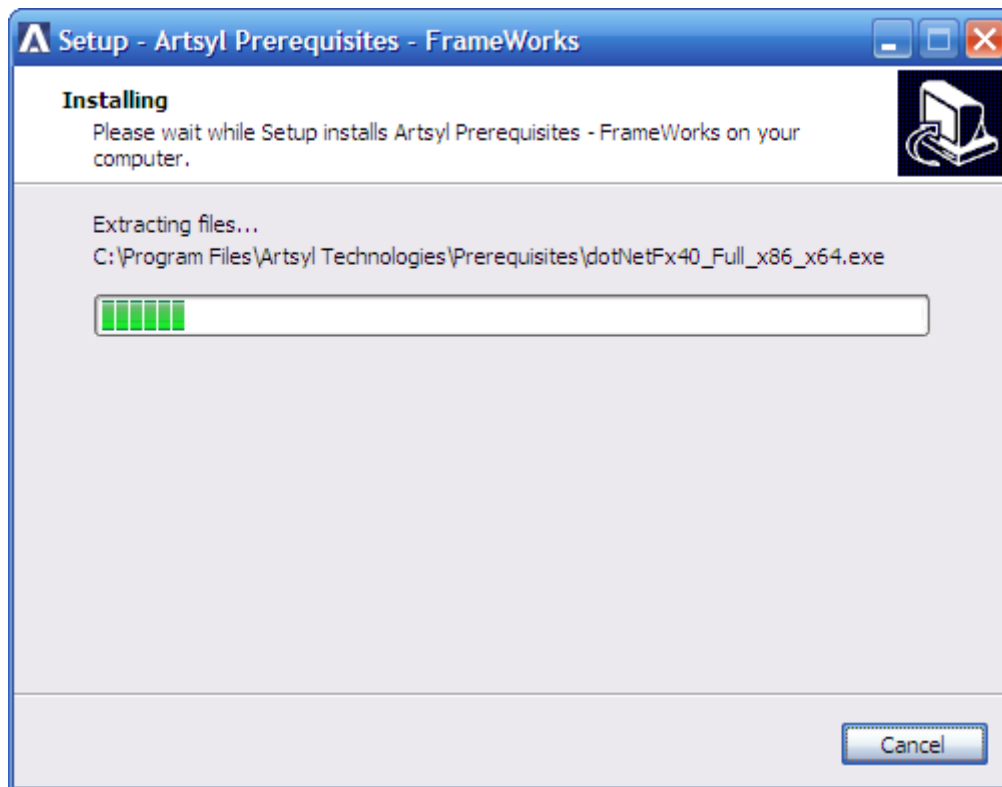 Setup - Artsyl Prerequisites - FrameWorks
Installing
Please wait while Setup installs Artsyl Prerequisites - FrameWorks on your
computer.
Extracting files...
C:\Program Files\Artsyl Technologies\Prerequisites\dotNetFx40_Full_x86_x64.exe
Cancel